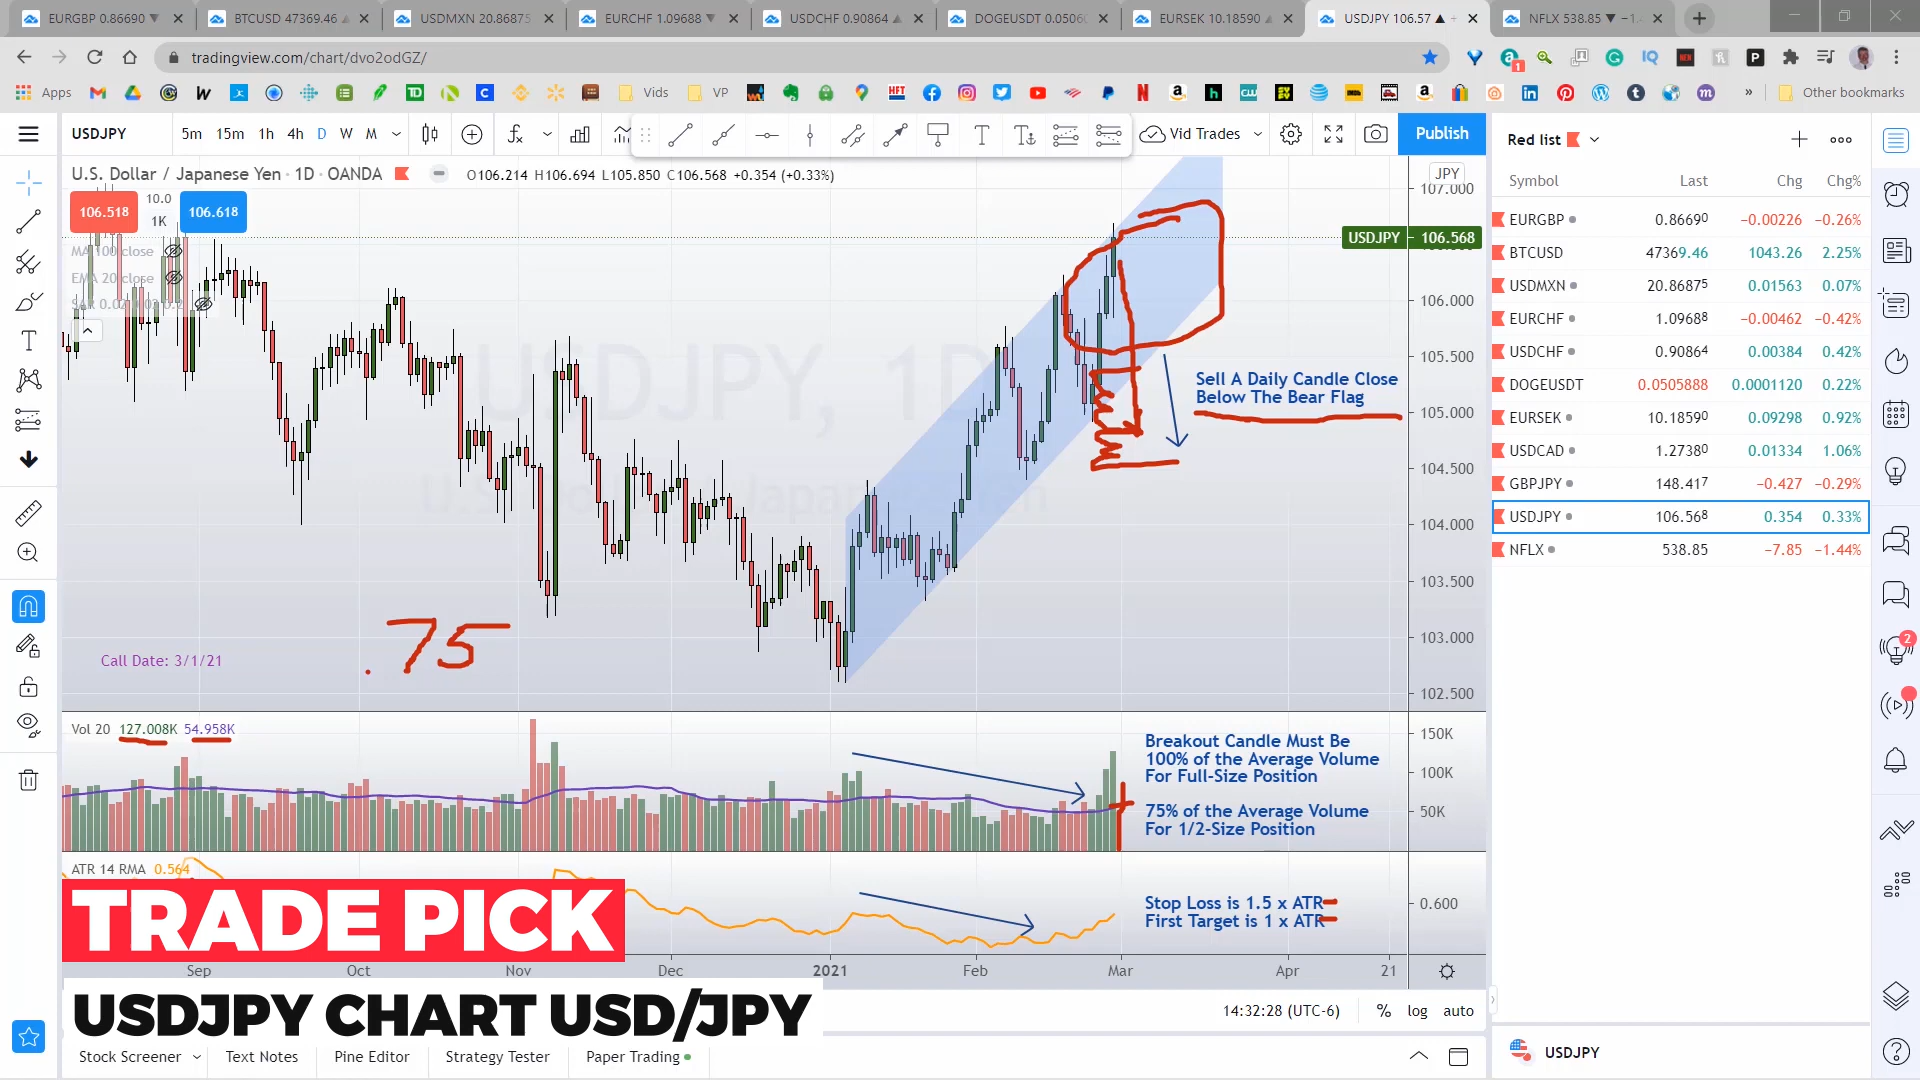 EURGBP 0.86690 ▼
BTCUSD 47369.46 ▲
USDMXN 20.86875
EURCHF 1.09688 ▼
USDCHF 0.90864 ▲
DOGEUSDT 0.0506
EURSEK 10.18590 ▲
USDJPY 106.57 ▲ +
NFLX 538.85 ▼ −1.
tradingview.com/chart/dvo2odGZ/
Apps
Vids
VP
Other bookmarks
USDJPY
5m 15m 1h 4h D W M
Vid Trades
Publish
U.S. Dollar / Japanese Yen · 1D · OANDA
O106.214 H106.694 L105.850 C106.568 +0.354 (+0.33%)
106.518
10.0
1K
106.618
MA 100 close
EMA 20 close
SAR 0.02 0.02 0.2
USDJPY, 1D
U.S. Dollar / Japanese Yen
JPY
107.000
USDJPY 106.568
106.000
105.500
105.000
104.500
104.000
103.500
103.000
102.500
Sell A Daily Candle Close
Below The Bear Flag
.75
Call Date: 3/1/21
Vol 20 127.008K 54.958K
Breakout Candle Must Be
100% of the Average Volume
For Full-Size Position
75% of the Average Volume
For 1/2-Size Position
150K
100K
50K
ATR 14 RMA 0.564
Stop Loss is 1.5 x ATR
First Target is 1 x ATR
0.600
TRADE PICK
Sep Oct Nov Dec 2021 Feb Mar Apr 21
USDJPY CHART USD/JPY
14:32:28 (UTC-6) % log auto
Stock Screener Text Notes Pine Editor Strategy Tester Paper Trading
Red list
Symbol Last Chg Chg%
EURGBP 0.86690 −0.00226 −0.26%
BTCUSD 47369.46 1043.26 2.25%
USDMXN 20.86875 0.01563 0.07%
EURCHF 1.09688 −0.00462 −0.42%
USDCHF 0.90864 0.00384 0.42%
DOGEUSDT 0.0505888 0.0001120 0.22%
EURSEK 10.18590 0.09298 0.92%
USDCAD 1.27380 0.01334 1.06%
GBPJPY 148.417 −0.427 −0.29%
USDJPY 106.568 0.354 0.33%
NFLX 538.85 −7.85 −1.44%
2
USDJPY